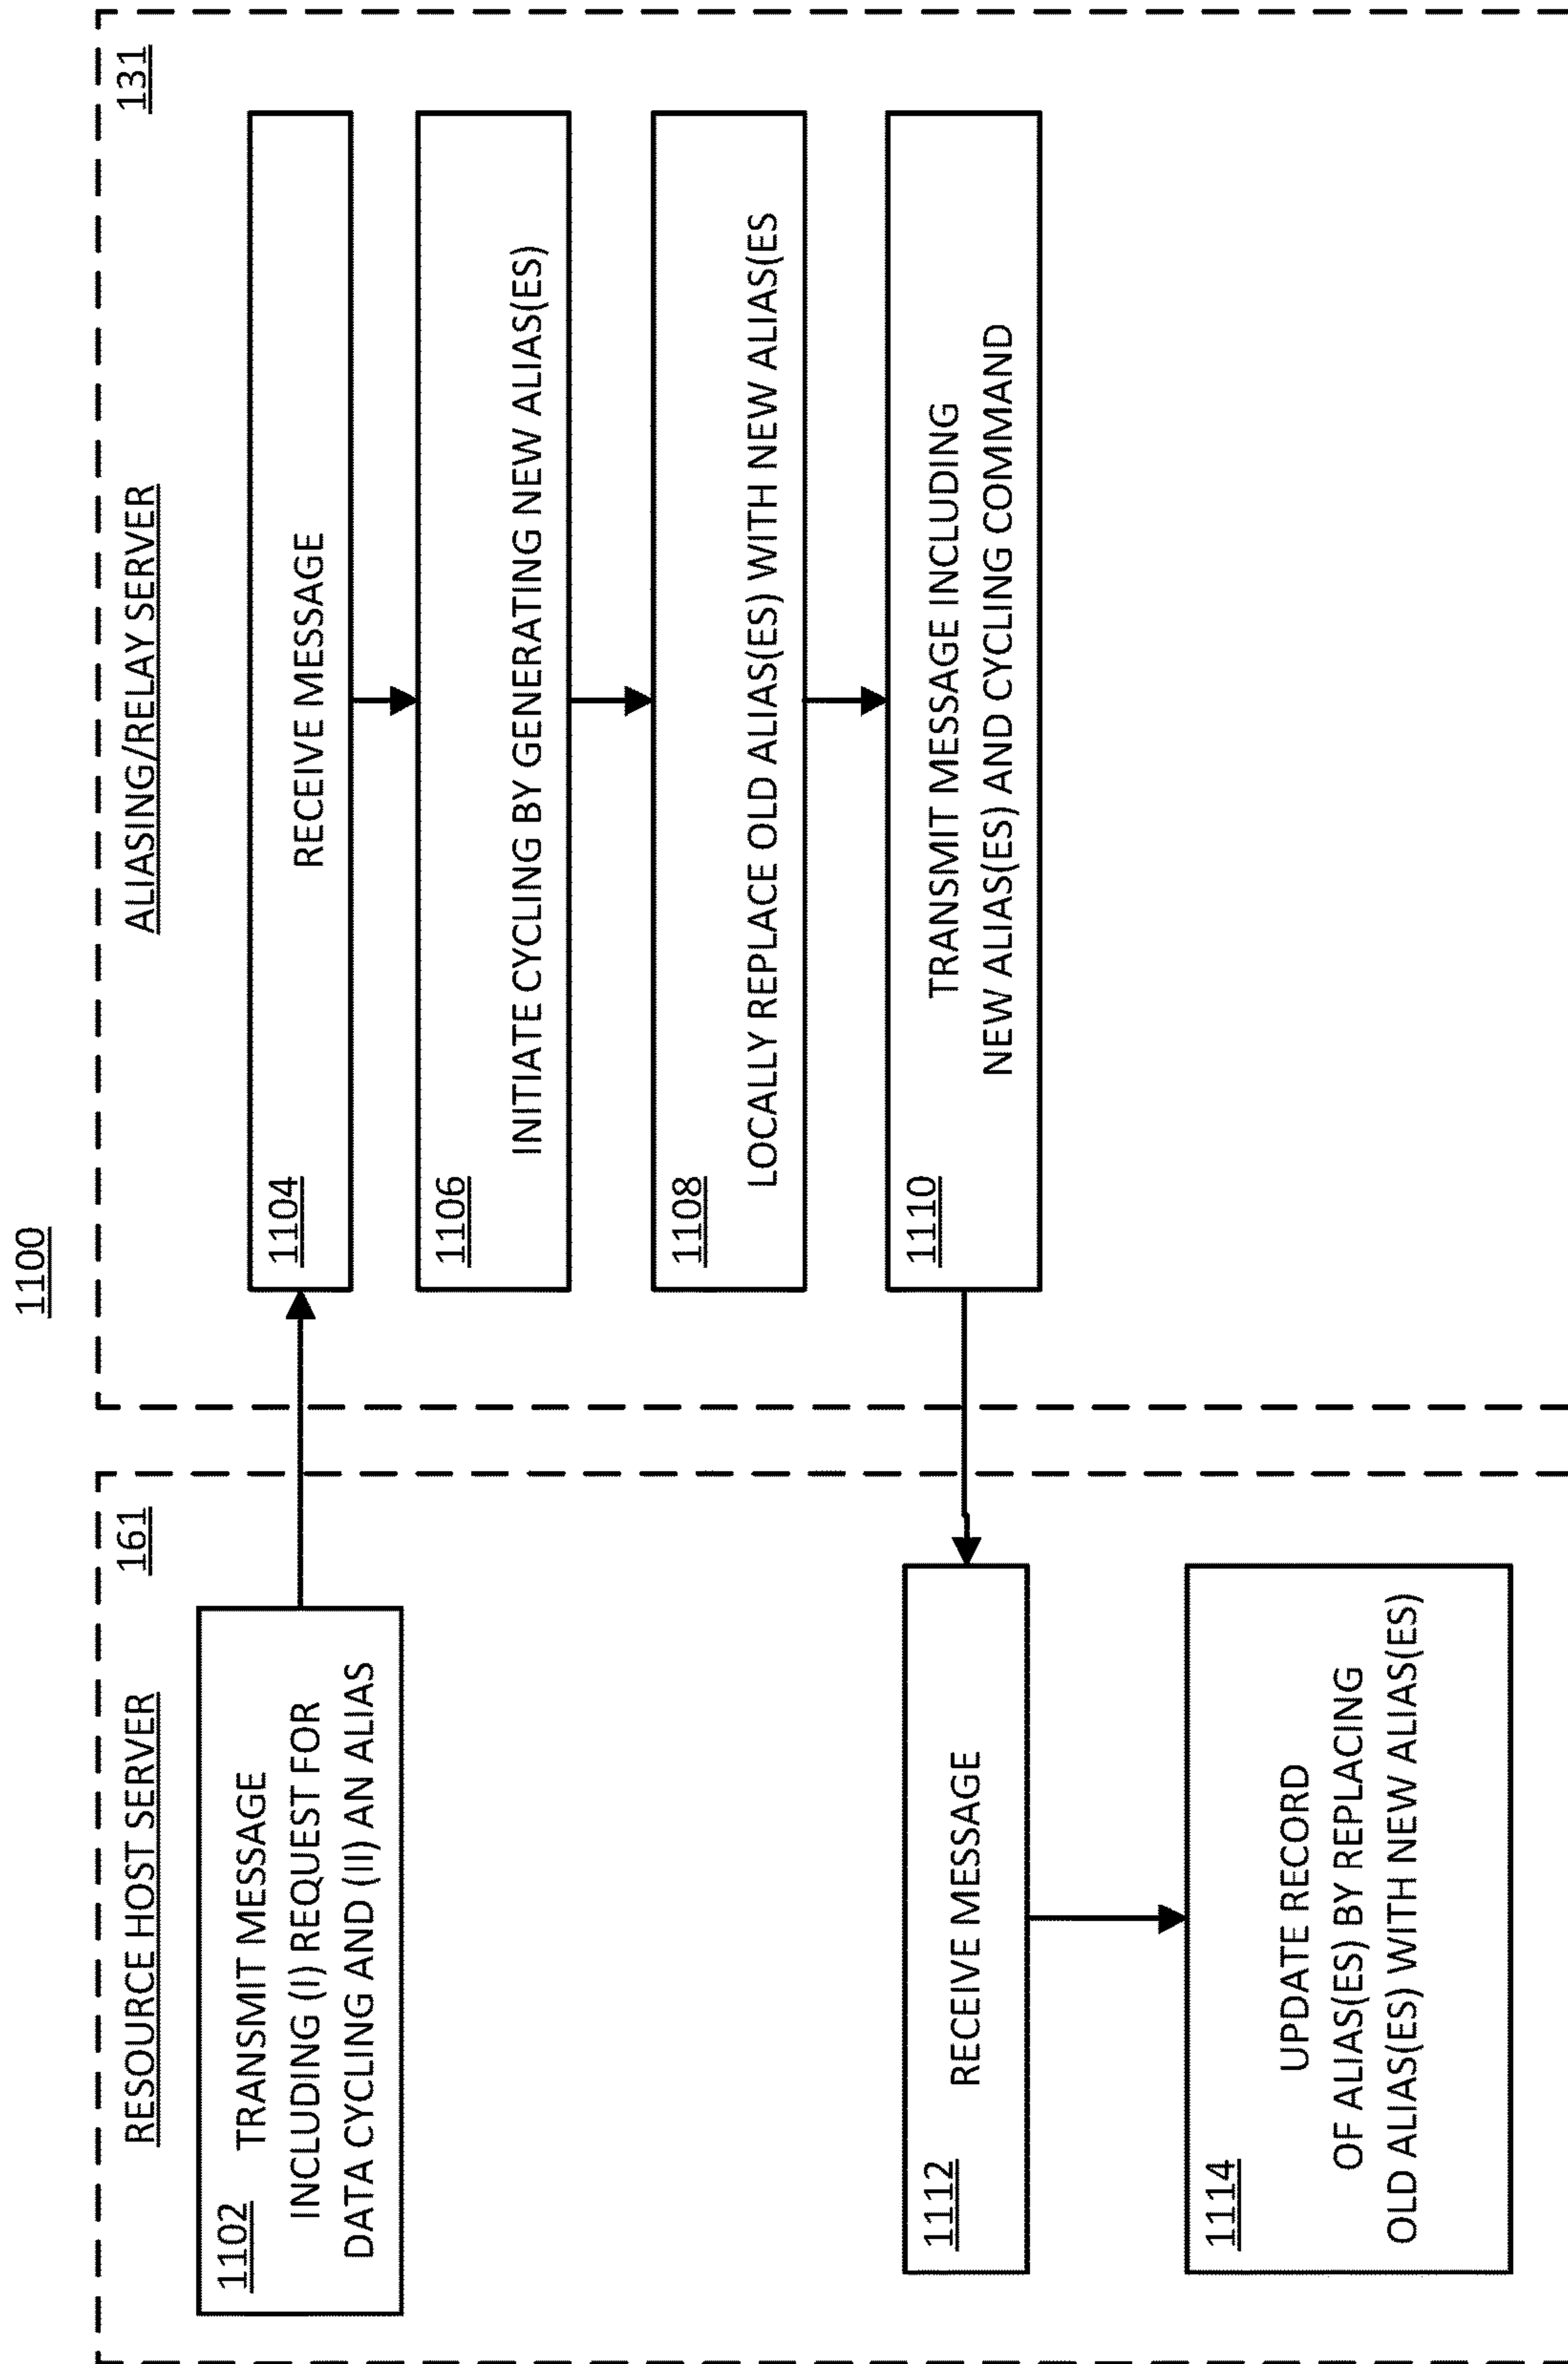 1100
RESOURCE HOST SERVER
161
1102
TRANSMIT MESSAGE
INCLUDING (I) REQUEST FOR
DATA CYCLING AND (II) AN ALIAS
1112
RECEIVE MESSAGE
1114
UPDATE RECORD
OF ALIAS(ES) BY REPLACING
OLD ALIAS(ES) WITH NEW ALIAS(ES)
ALIASING/RELAY SERVER
131
1104
RECEIVE MESSAGE
1106
INITIATE CYCLING BY GENERATING NEW ALIAS(ES)
1108
LOCALLY REPLACE OLD ALIAS(ES) WITH NEW ALIAS(ES
1110
TRANSMIT MESSAGE INCLUDING
NEW ALIAS(ES) AND CYCLING COMMAND